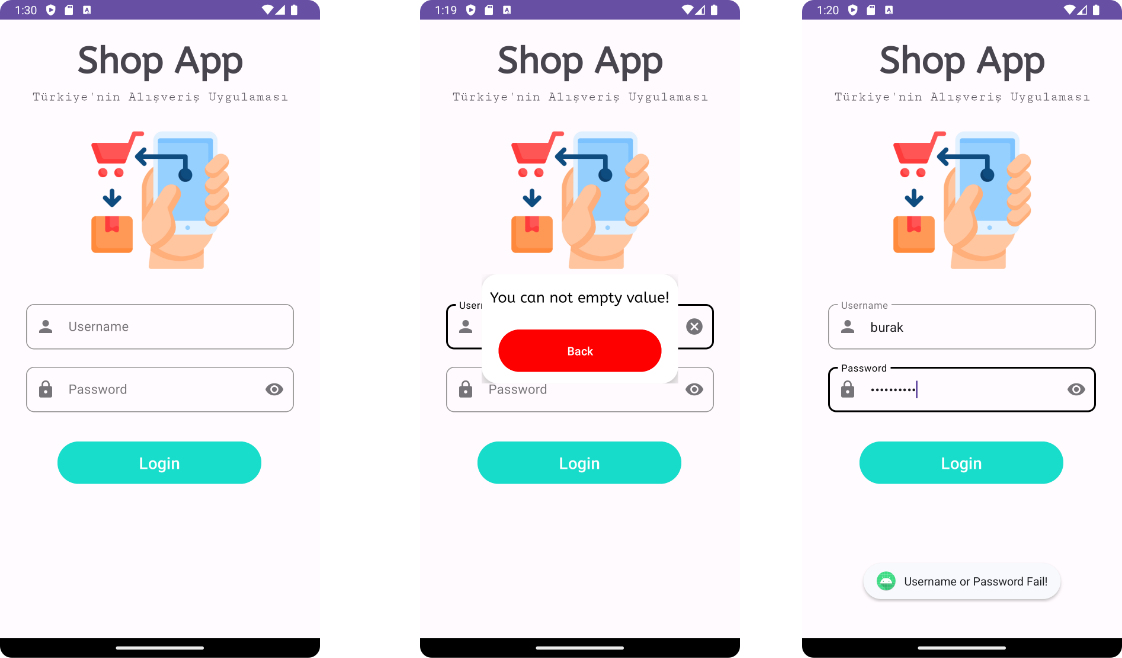 1:30
Shop App
Türkiye'nin Alışveriş Uygulaması
Username
Password
Login
1:19
Shop App
Türkiye'nin Alışveriş Uygulaması
You can not empty value!
Back
Password
Login
1:20
Shop App
Türkiye'nin Alışveriş Uygulaması
Username
burak
Password
••••••••••
Login
Username or Password Fail!